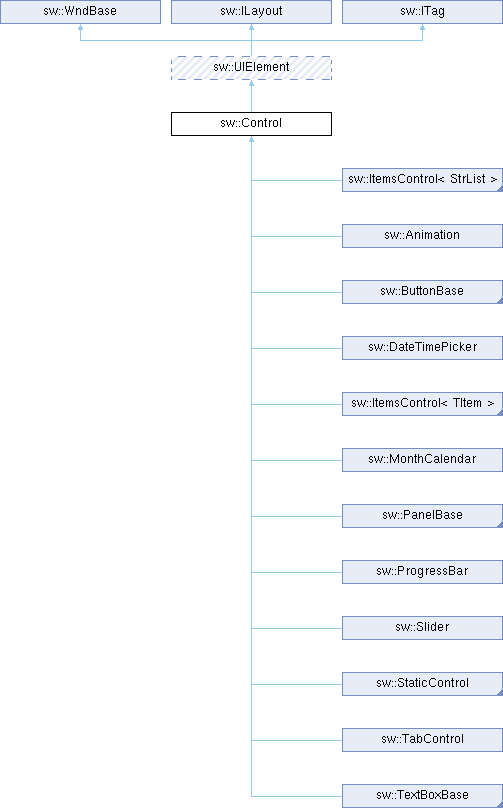 sw::WndBase
sw::ILayout
sw::ITag
sw::UIElement
sw::Control
sw::ItemsControl< StrList >
sw::Animation
sw::ButtonBase
sw::DateTimePicker
sw::ItemsControl< TItem >
sw::MonthCalendar
sw::PanelBase
sw::ProgressBar
sw::Slider
sw::StaticControl
sw::TabControl
sw::TextBoxBase